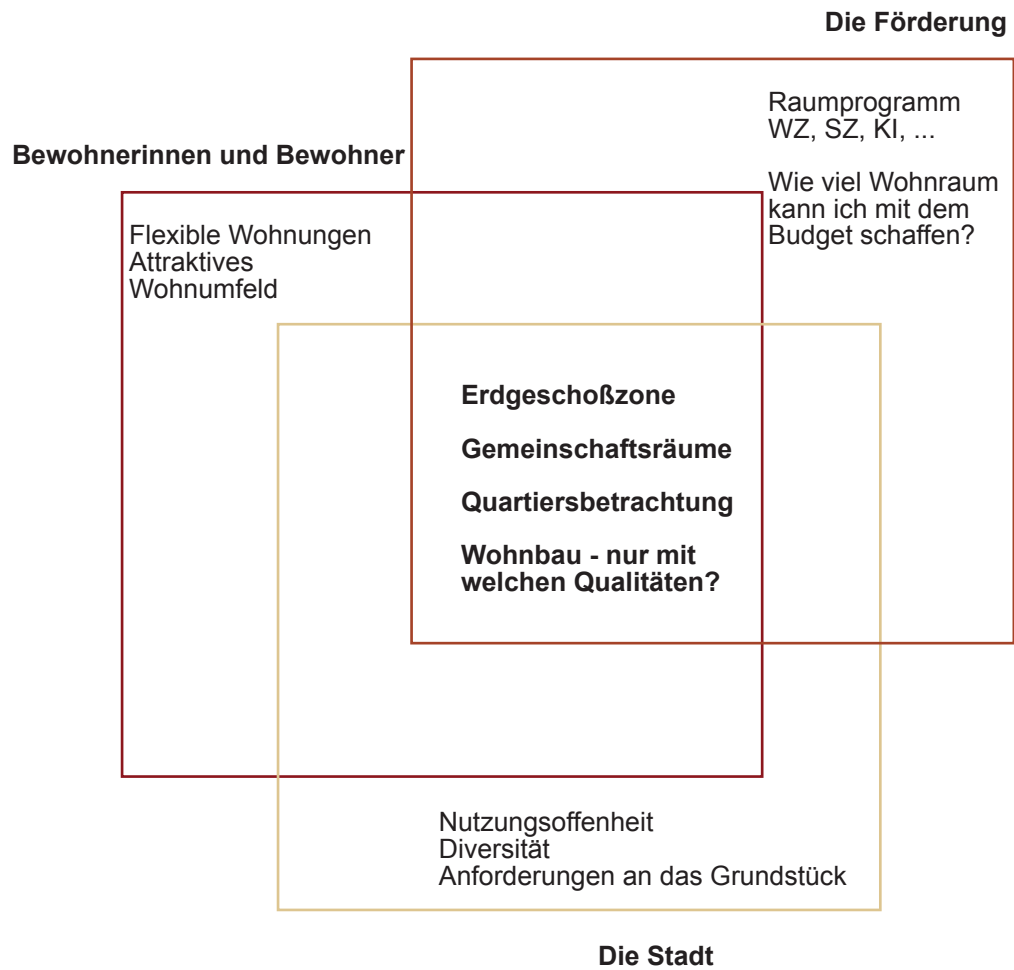 Die Förderung
Raumprogramm
WZ, SZ, KI, ...
Wie viel Wohnraum
kann ich mit dem
Budget schaffen?
Bewohnerinnen und Bewohner
Flexible Wohnungen
Attraktives
Wohnumfeld
Erdgeschoßzone
Gemeinschaftsräume
Quartiersbetrachtung
Wohnbau - nur mit
welchen Qualitäten?
Nutzungsoffenheit
Diversität
Anforderungen an das Grundstück
Die Stadt